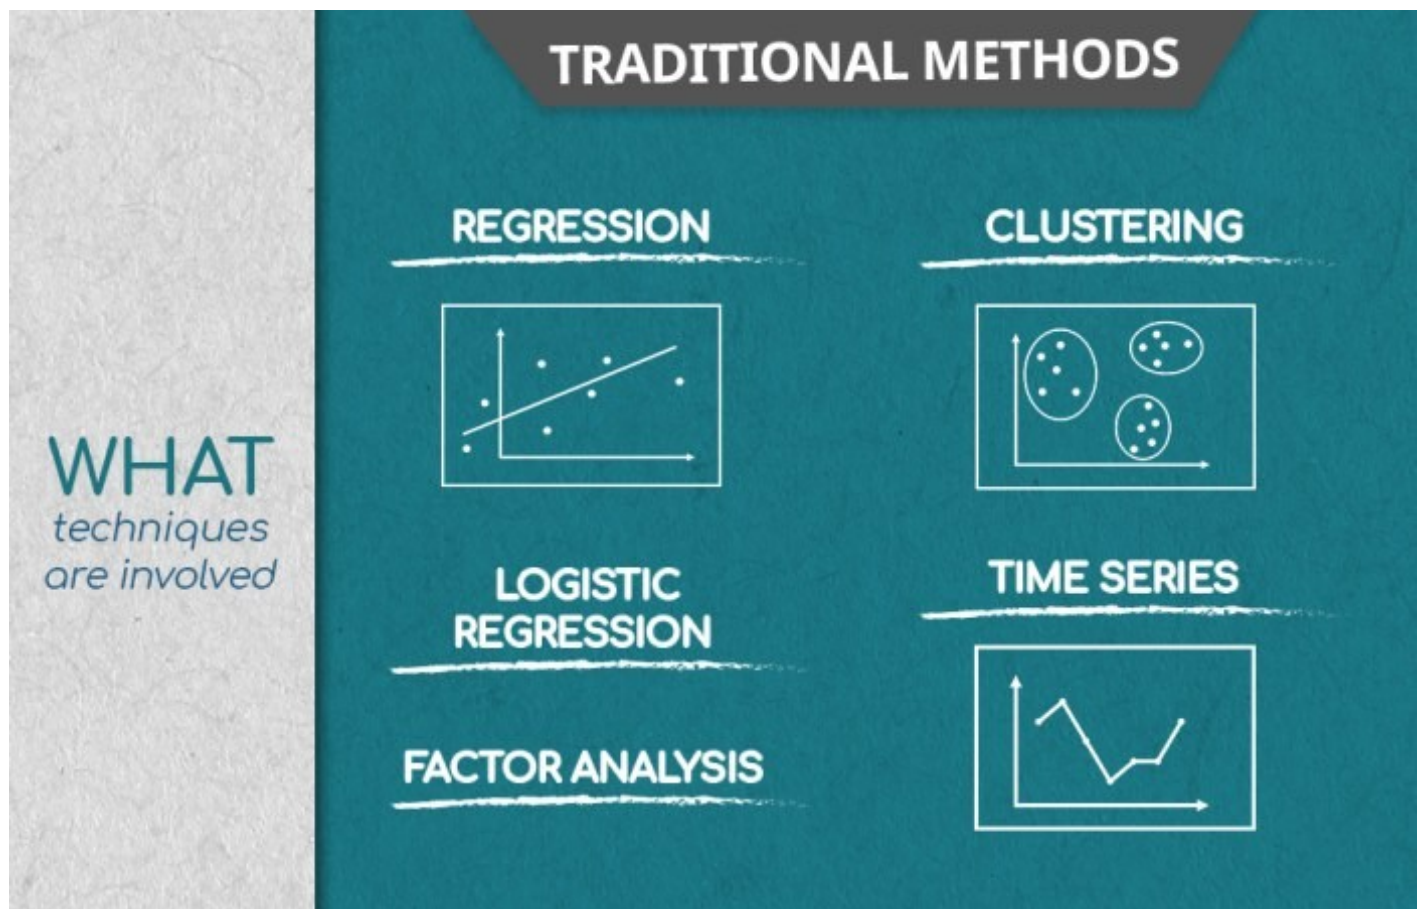 TRADITIONAL METHODS
WHAT
techniques
are involved
REGRESSION
CLUSTERING
LOGISTIC
REGRESSION
TIME SERIES
FACTOR ANALYSIS